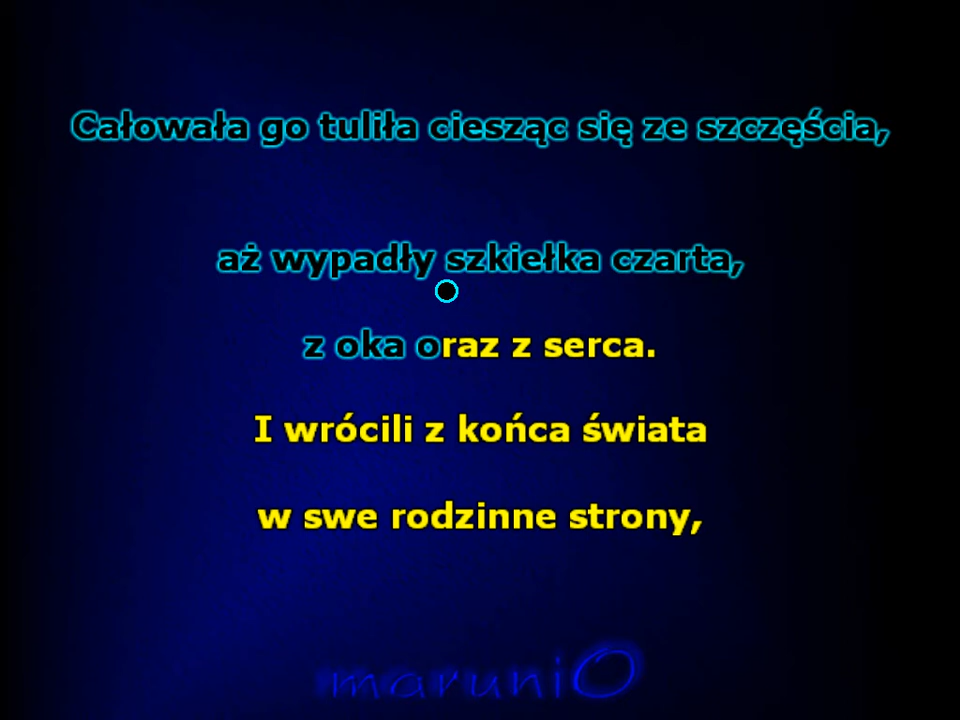 Całowała go tuliła ciesząc się ze szczęścia,
aż wypadły szkiełka czarta,
z oka oraz z serca.
I wrócili z końca świata
w swe rodzinne strony,
maruniO